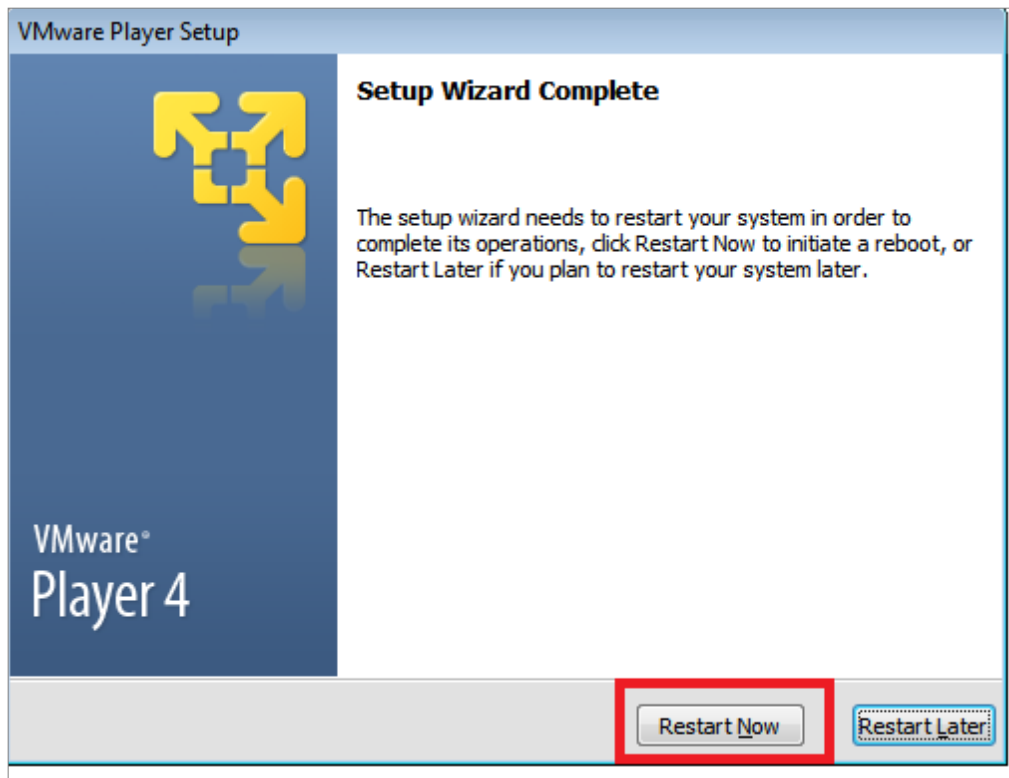 VMware Player Setup
Setup Wizard Complete
The setup wizard needs to restart your system in order to
complete its operations, click Restart Now to initiate a reboot, or
Restart Later if you plan to restart your system later.
VMware®
Player 4
Restart Now
Restart Later